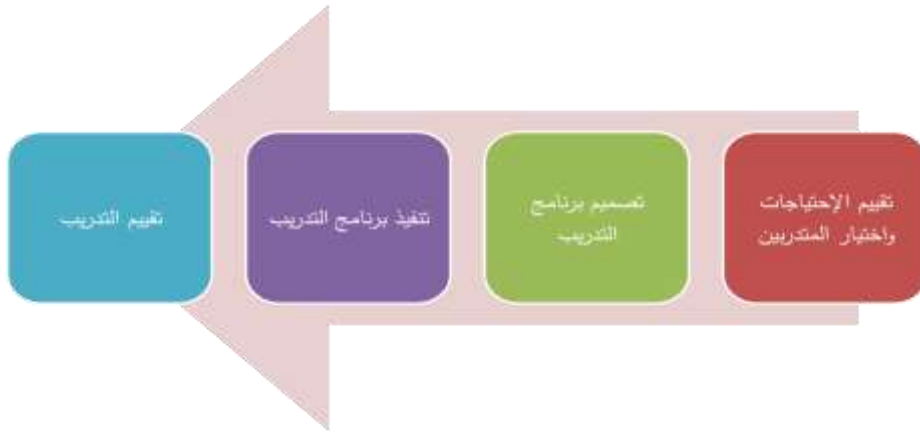 تقييم الإحتياجات
واختيار المتدربين
تصميم برنامج
التدريب
تنفيذ برنامج التدريب
تقييم التدريب